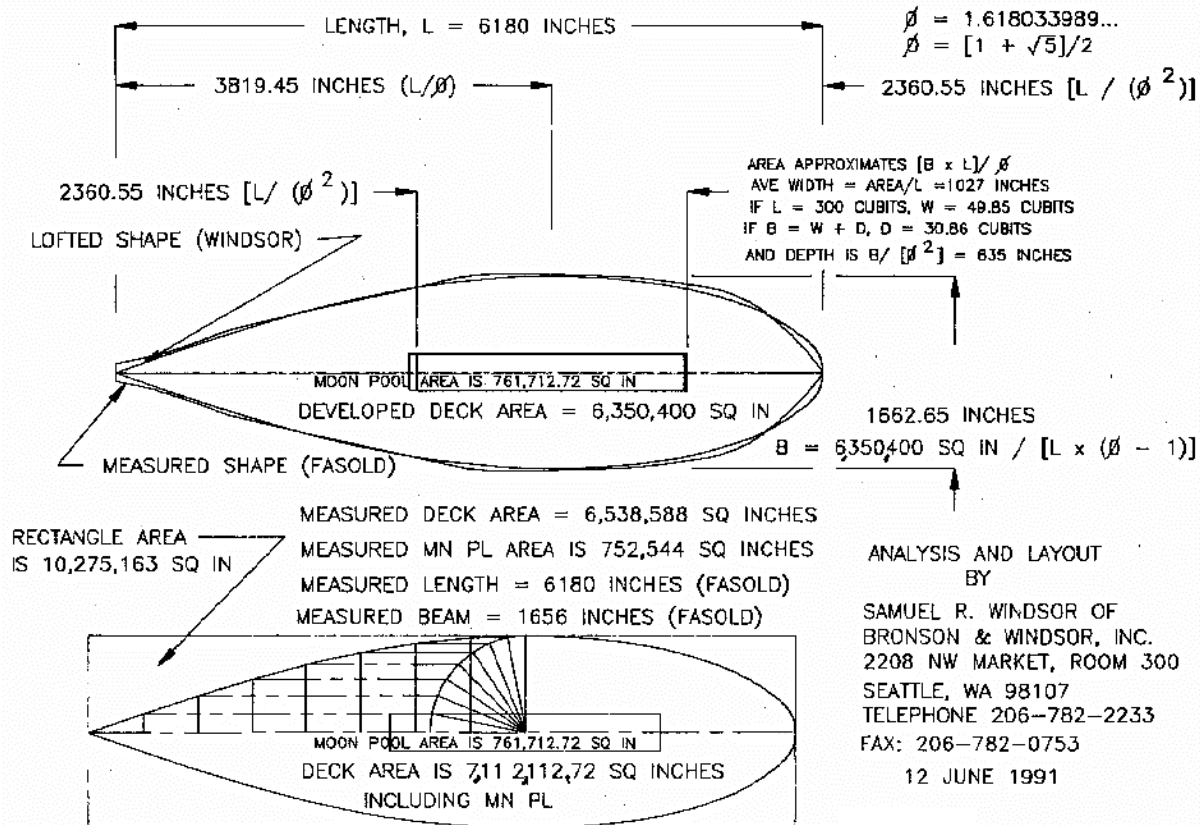 LENGTH, L = 6180 INCHES
ø = 1.618033989...
ø = [1 + √5]/2
3819.45 INCHES (L/ø)
2360.55 INCHES [L / (ø ²)]
2360.55 INCHES [L/ (ø ²)]
LOFTED SHAPE (WINDSOR)
AREA APPROXIMATES [B x L]/ ø
AVE WIDTH = AREA/L =1027 INCHES
IF L = 300 CUBITS, W = 49.85 CUBITS
IF B = W + D, D = 30.86 CUBITS
AND DEPTH IS B/ [ø ²] = 635 INCHES
MOON POOL AREA IS 761,712.72 SQ IN
DEVELOPED DECK AREA = 6,350,400 SQ IN
1662.65 INCHES
B = 6,350,400 SQ IN / [L x (ø - 1)]
MEASURED SHAPE (FASOLD)
RECTANGLE AREA
IS 10,275,163 SQ IN
MEASURED DECK AREA = 6,538,588 SQ INCHES
MEASURED MN PL AREA IS 752,544 SQ INCHES
MEASURED LENGTH = 6180 INCHES (FASOLD)
MEASURED BEAM = 1656 INCHES (FASOLD)
MOON POOL AREA IS 761,712.72 SQ IN
DECK AREA IS 7,11 2,112,72 SQ INCHES
INCLUDING MN PL
ANALYSIS AND LAYOUT
BY
SAMUEL R. WINDSOR OF
BRONSON & WINDSOR, INC.
2208 NW MARKET, ROOM 300
SEATTLE, WA 98107
TELEPHONE 206-782-2233
FAX: 206-782-0753
12 JUNE 1991